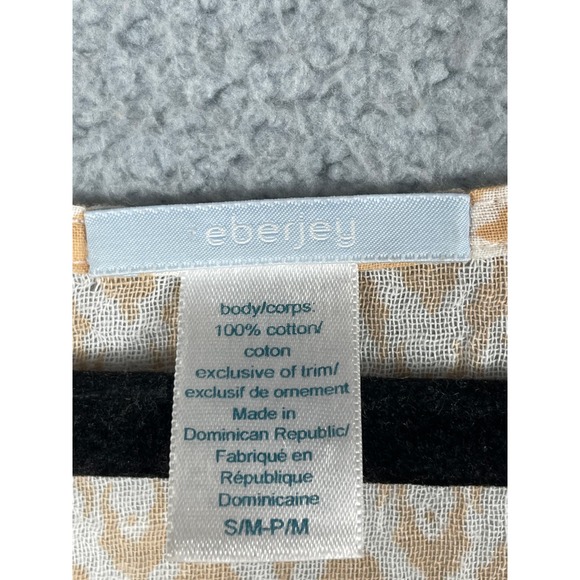 eberjey
body/corps.
100% cotton/
coton
exclusive of trim/
exclusif de ornement
Made in
Dominican Republic/
Fabriqué en
République
Dominicaine
S/M-P/M